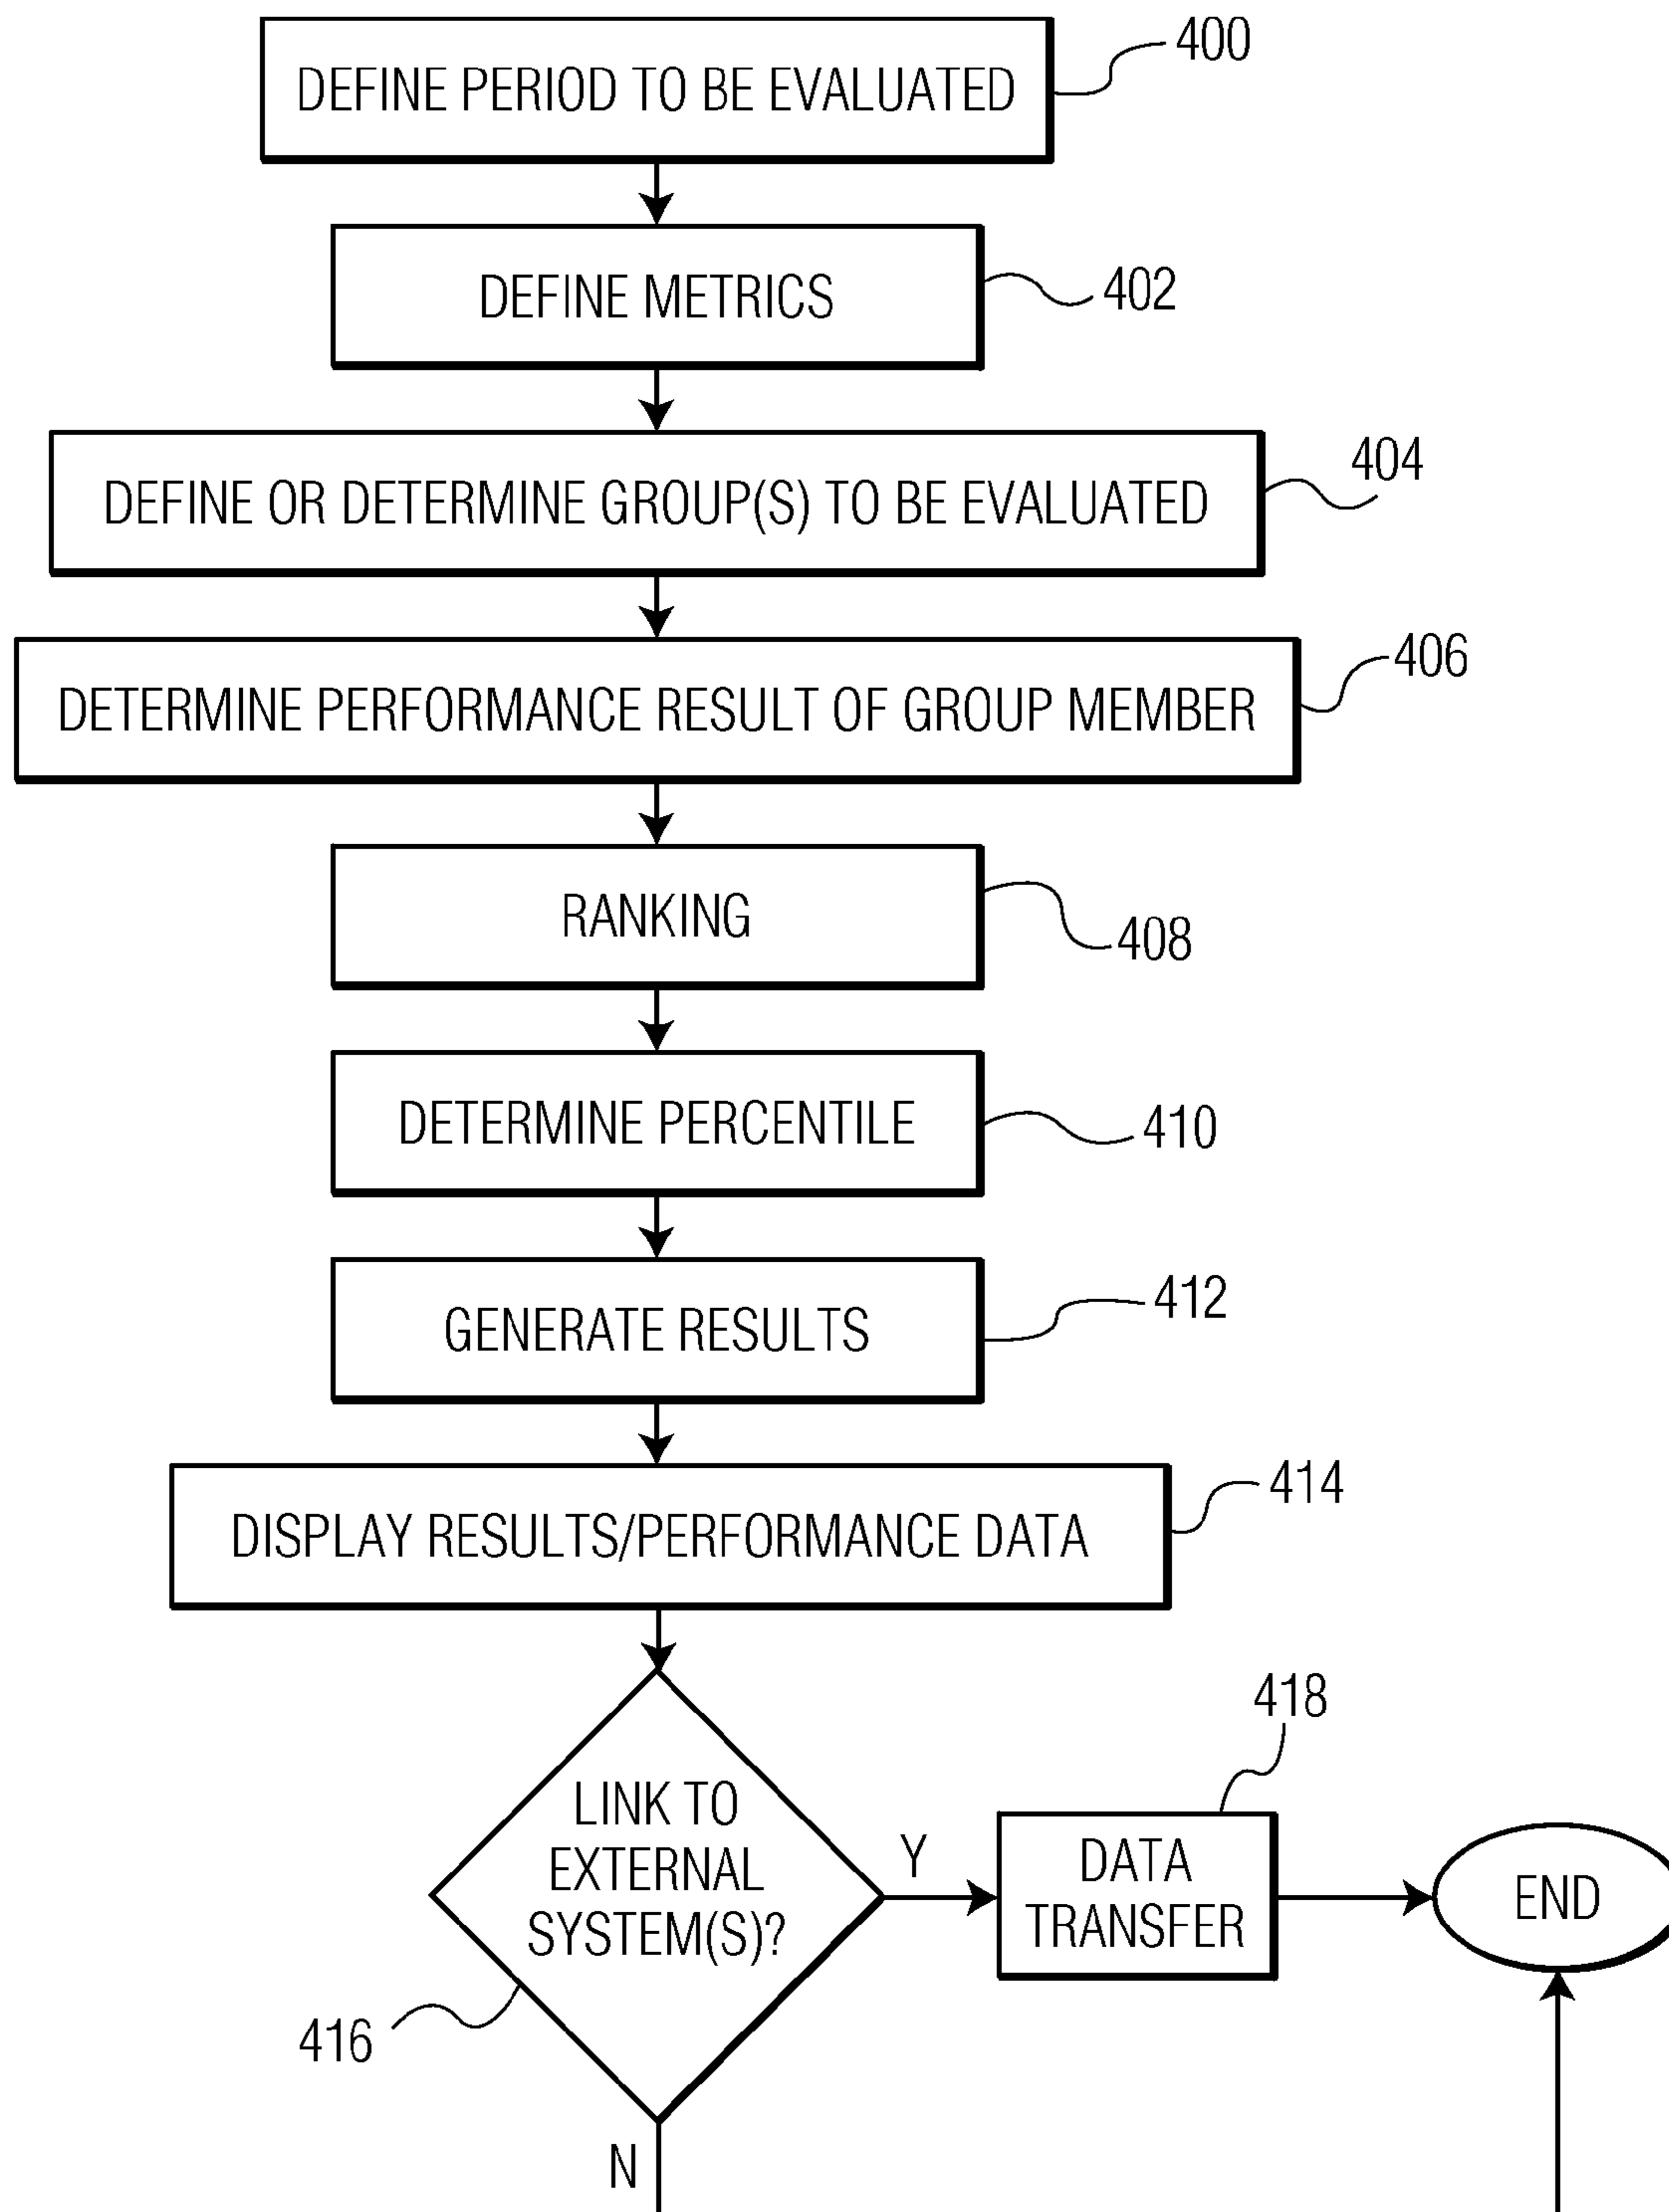 DEFINE PERIOD TO BE EVALUATED
400
DEFINE METRICS
402
DEFINE OR DETERMINE GROUP(S) TO BE EVALUATED
404
DETERMINE PERFORMANCE RESULT OF GROUP MEMBER
406
RANKING
408
DETERMINE PERCENTILE
410
GENERATE RESULTS
412
DISPLAY RESULTS/PERFORMANCE DATA
414
LINK TO
EXTERNAL
SYSTEM(S)?
416
Y
418
DATA
TRANSFER
END
N